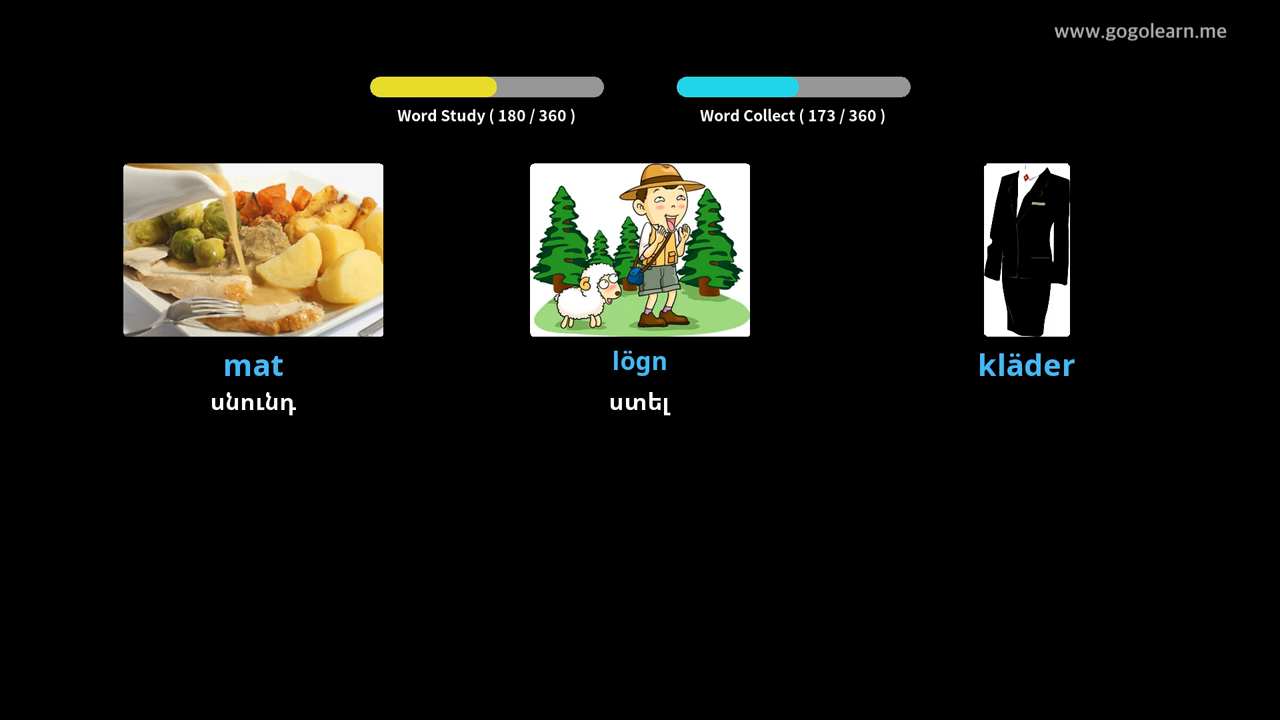 www.gogolearn.me
Word Study ( 180 / 360 )
Word Collect ( 173 / 360 )
mat
lögn
kläder
սնունդ
ստել